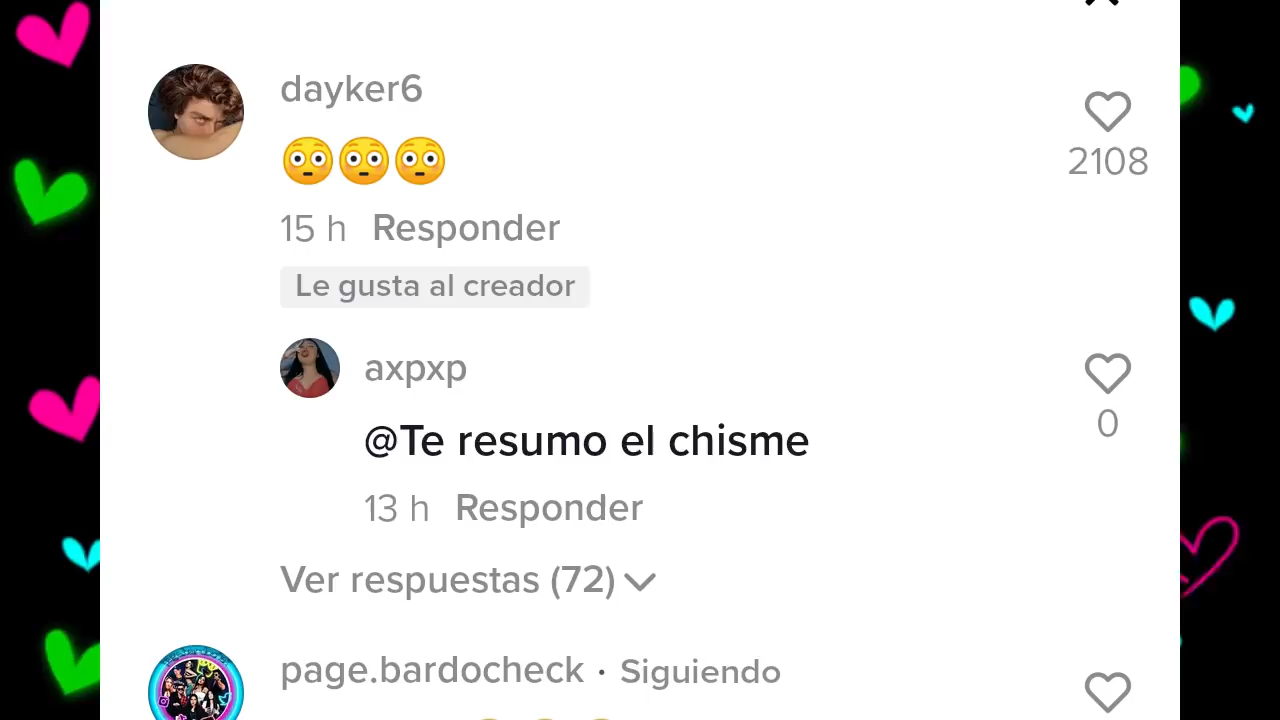 dayker6
😳😳😳
2108
15 h Responder
Le gusta al creador
axpxp
@Te resumo el chisme
0
13 h Responder
Ver respuestas (72)
page.bardocheck · Siguiendo